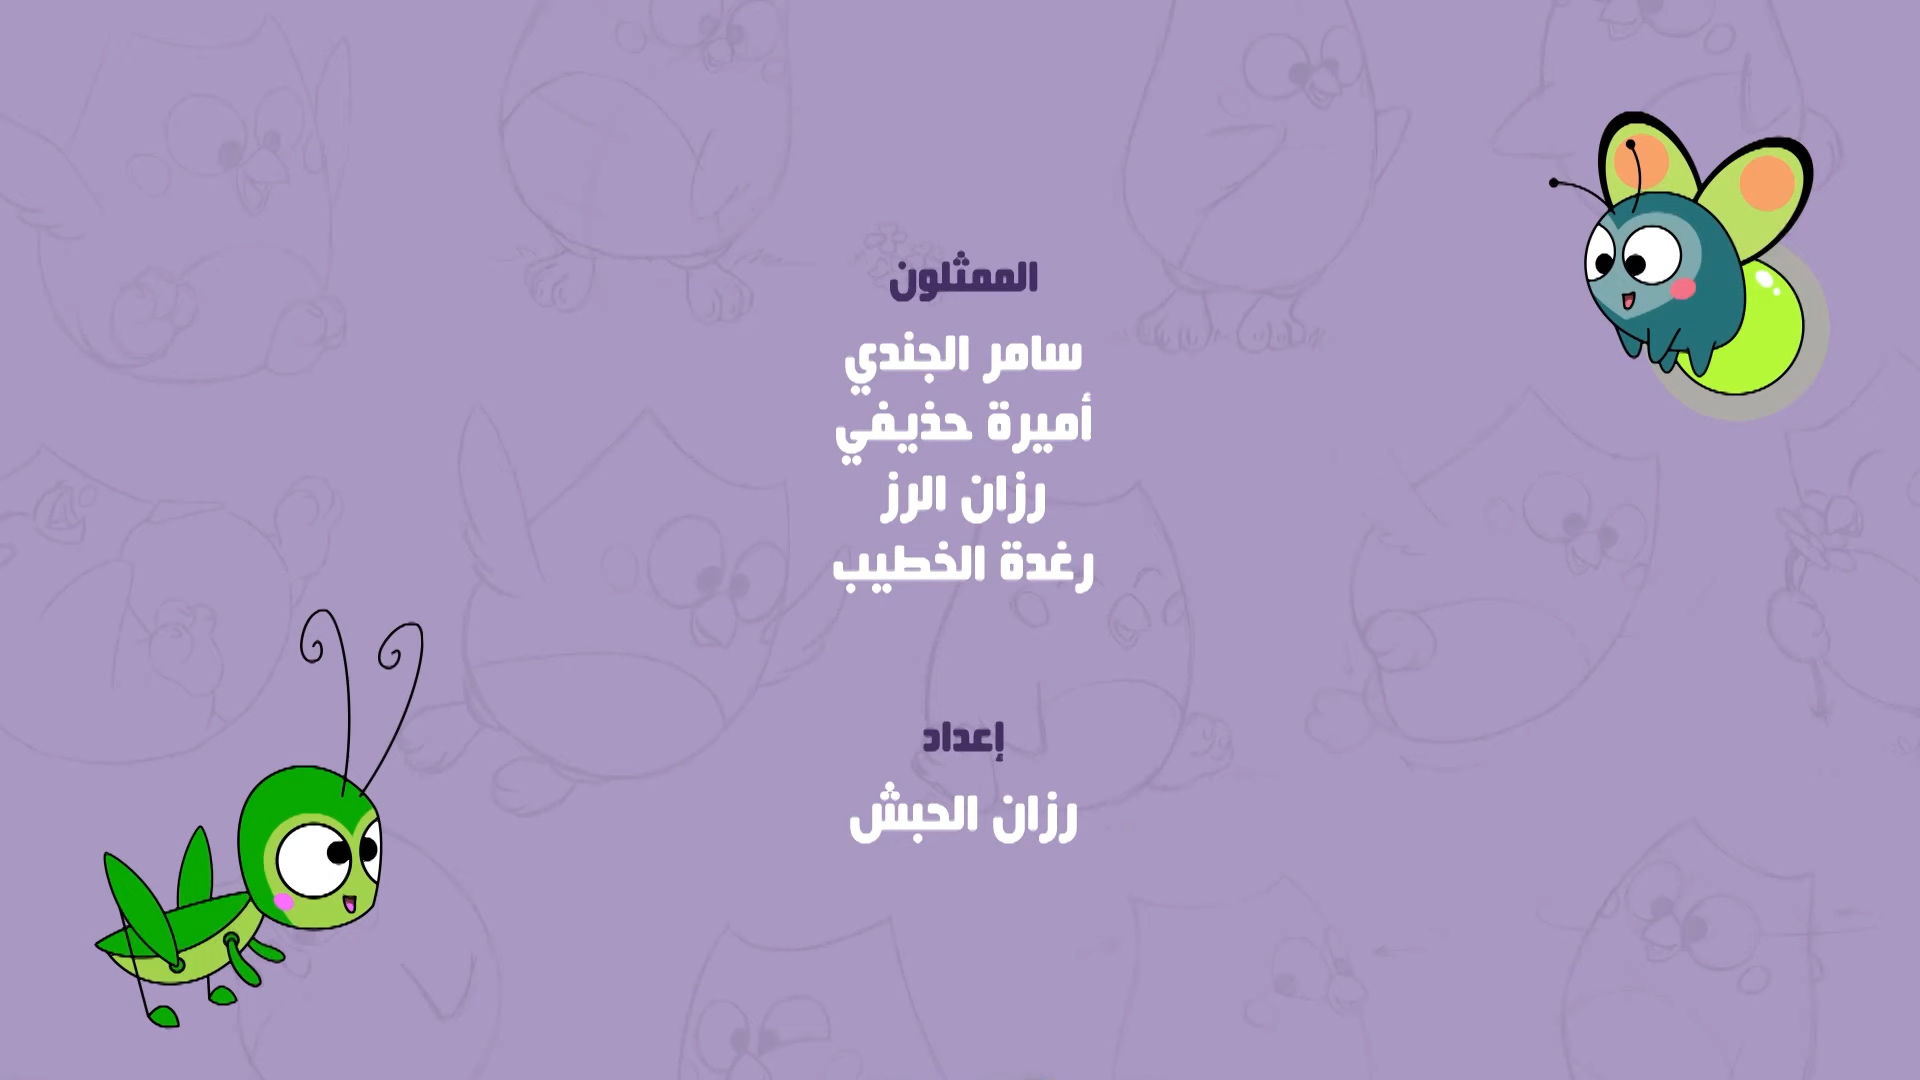 الممثلون
سامر الجندي
أميرة حذيفي
رزان الرز
رغدة الخطيب
إعداد
رزان الحبش